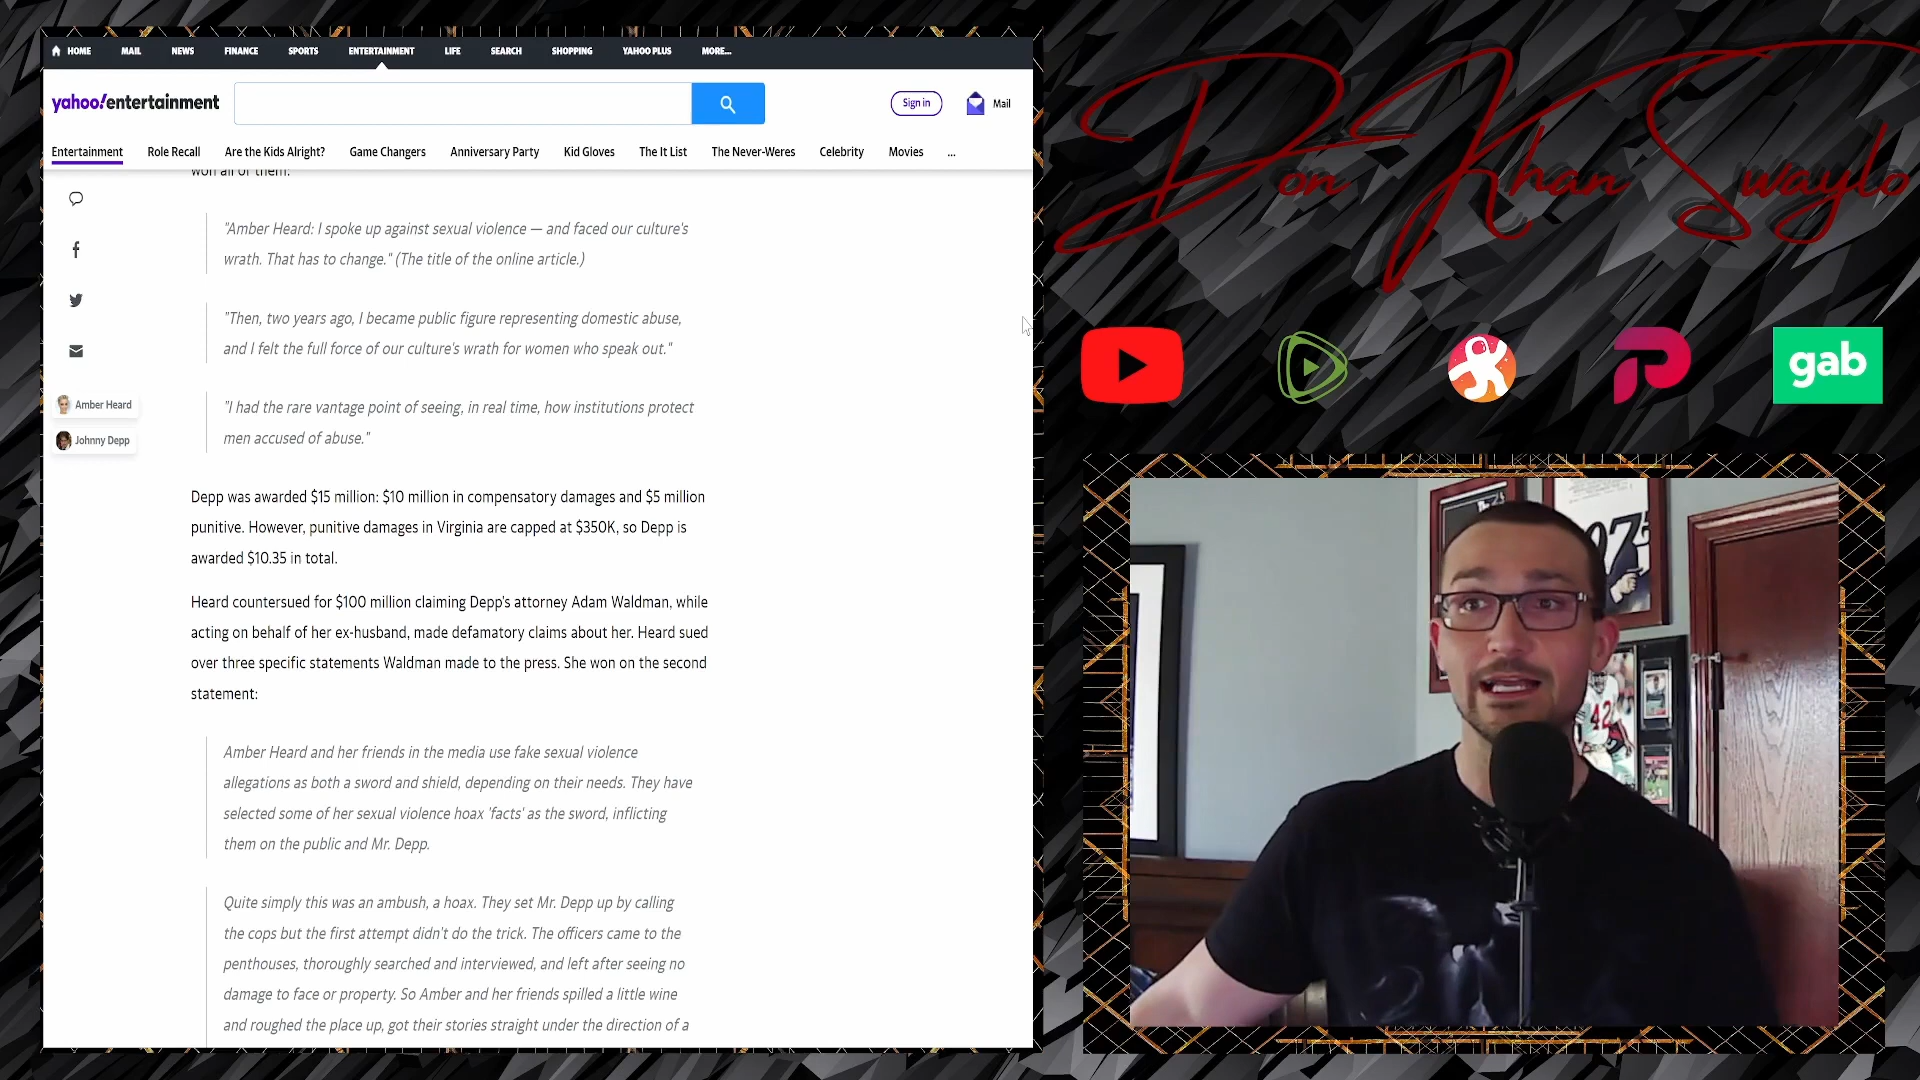 HOME MAIL NEWS FINANCE SPORTS ENTERTAINMENT LIFE SEARCH SHOPPING YAHOO PLUS MORE...
yahoo!entertainment
Sign in
Mail
Entertainment Role Recall Are the Kids Alright? Game Changers Anniversary Party Kid Gloves The It List The Never-Weres Celebrity Movies ...
won all of them:
"Amber Heard: I spoke up against sexual violence — and faced our culture's
wrath. That has to change." (The title of the online article.)
"Then, two years ago, I became public figure representing domestic abuse,
and I felt the full force of our culture's wrath for women who speak out."
"I had the rare vantage point of seeing, in real time, how institutions protect
men accused of abuse."
Amber Heard
Johnny Depp
Depp was awarded $15 million: $10 million in compensatory damages and $5 million
punitive. However, punitive damages in Virginia are capped at $350K, so Depp is
awarded $10.35 in total.
Heard countersued for $100 million claiming Depp's attorney Adam Waldman, while
acting on behalf of her ex-husband, made defamatory claims about her. Heard sued
over three specific statements Waldman made to the press. She won on the second
statement:
Amber Heard and her friends in the media use fake sexual violence
allegations as both a sword and shield, depending on their needs. They have
selected some of her sexual violence hoax 'facts' as the sword, inflicting
them on the public and Mr. Depp.
Quite simply this was an ambush, a hoax. They set Mr. Depp up by calling
the cops but the first attempt didn't do the trick. The officers came to the
penthouses, thoroughly searched and interviewed, and left after seeing no
damage to face or property. So Amber and her friends spilled a little wine
and roughed the place up, got their stories straight under the direction of a
Don Khan Swaylo
gab
42